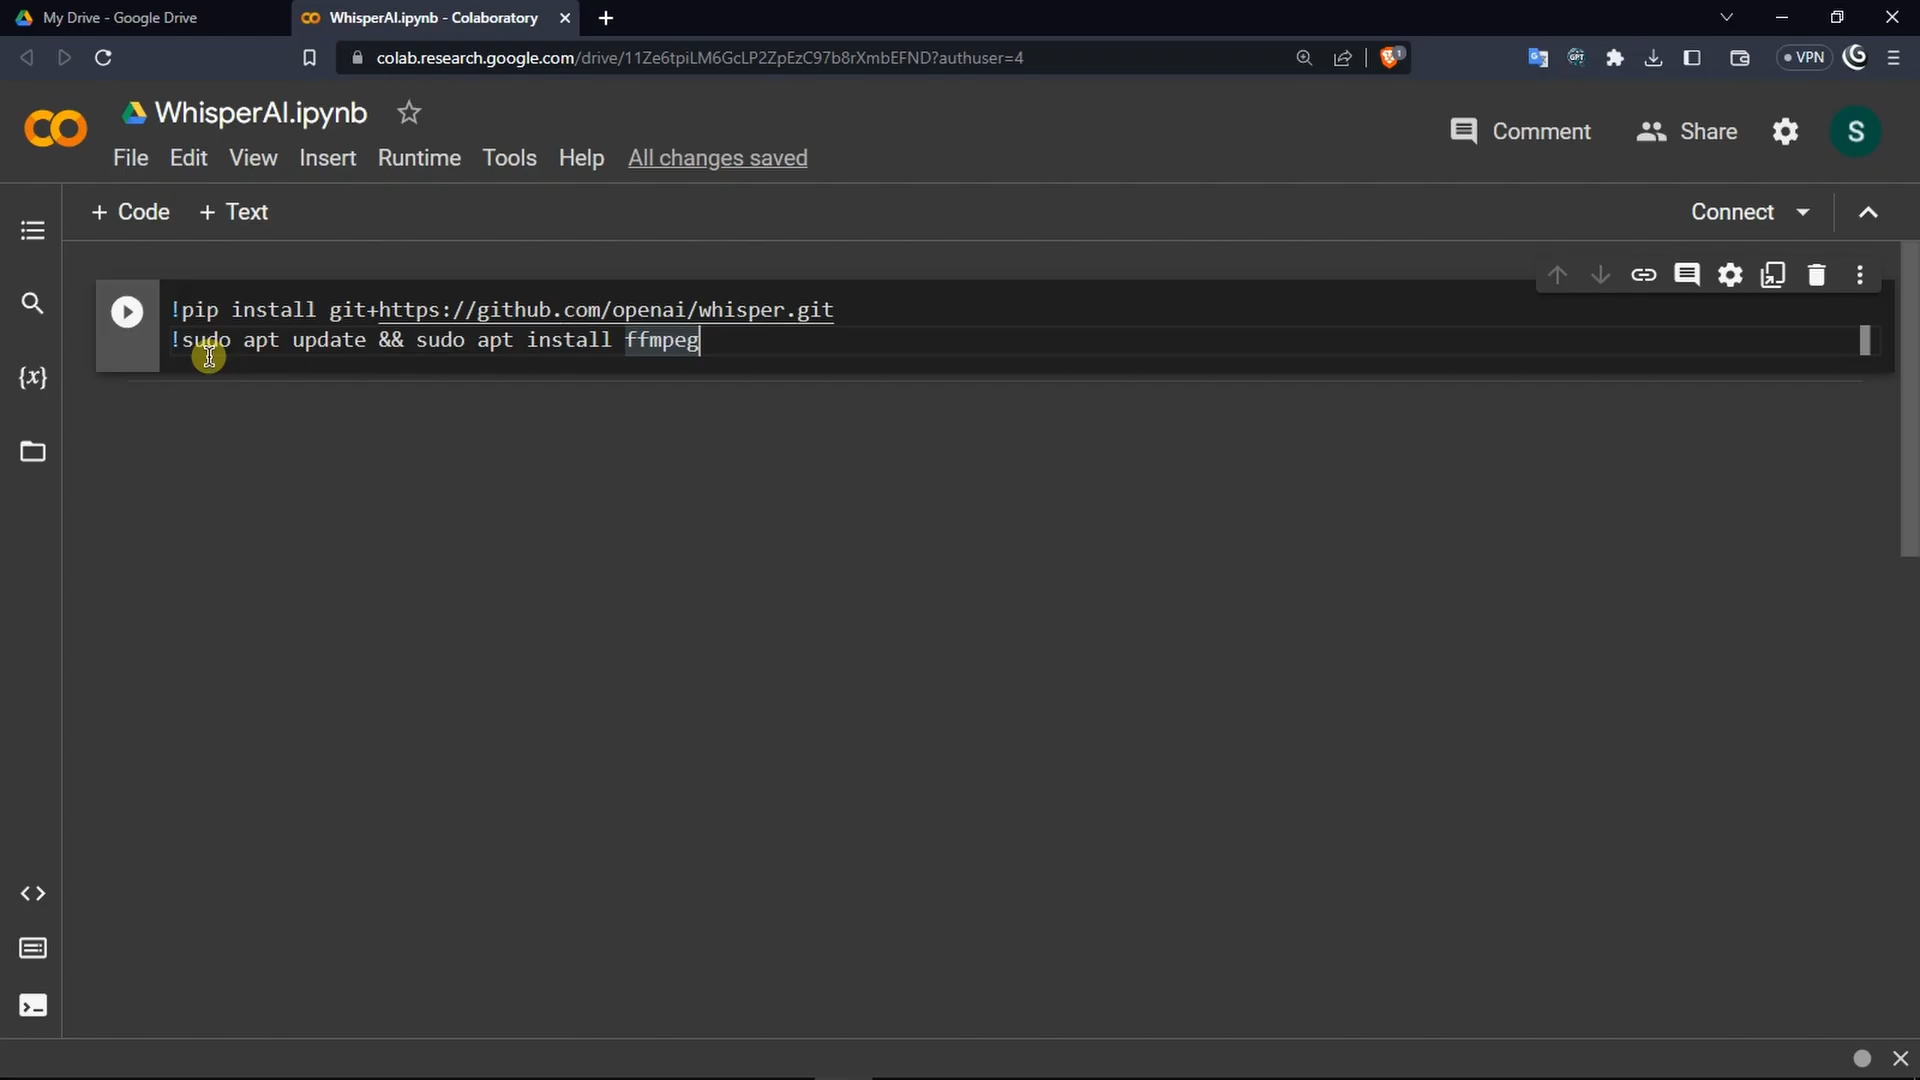 My Drive - Google Drive
WhisperAI.ipynb - Colaboratory
colab.research.google.com/drive/11Ze6tpiLM6GcLP2ZpEzC97b8rXmbEFND?authuser=4
1
VPN
WhisperAI.ipynb
Comment
Share
S
File Edit View Insert Runtime Tools Help All changes saved
+ Code + Text
Connect
!pip install git+https://github.com/openai/whisper.git
!sudo apt update && sudo apt install ffmpeg
{x}